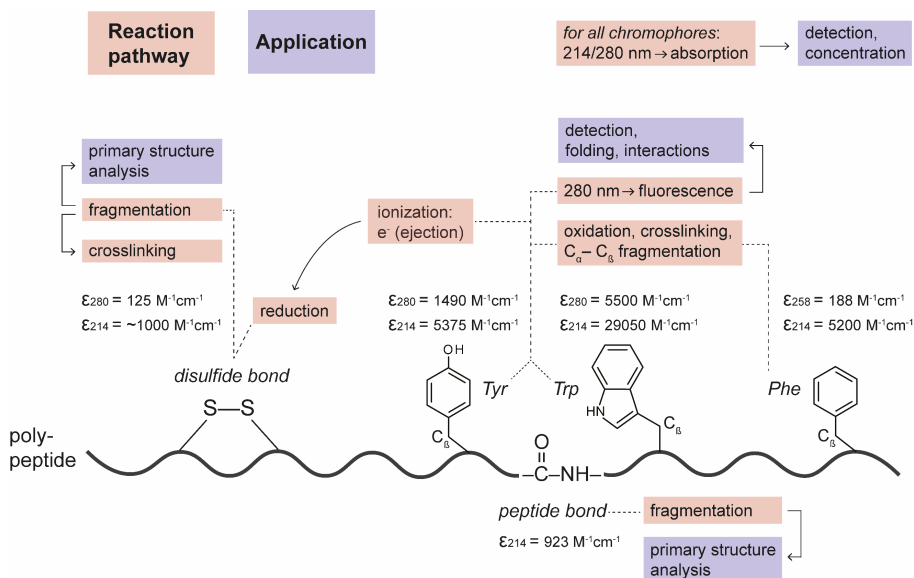 Reaction
pathway
Application
for all chromophores:
214/280 nm → absorption
detection,
concentration
primary structure
analysis
fragmentation
crosslinking
ionization:
e⁻ (ejection)
reduction
detection,
folding, interactions
280 nm → fluorescence
oxidation, crosslinking,
Cα– Cß fragmentation
ε280 = 125 M⁻¹cm⁻¹
ε214 = ~1000 M⁻¹cm⁻¹
ε280 = 1490 M⁻¹cm⁻¹
ε214 = 5375 M⁻¹cm⁻¹
ε280 = 5500 M⁻¹cm⁻¹
ε214 = 29050 M⁻¹cm⁻¹
ε258 = 188 M⁻¹cm⁻¹
ε214 = 5200 M⁻¹cm⁻¹
disulfide bond
S–S
OH
Tyr
Cß
Trp
HN
Cß
Phe
Cß
poly-
peptide
O
C–NH
peptide bond
fragmentation
ε214 = 923 M⁻¹cm⁻¹
primary structure
analysis